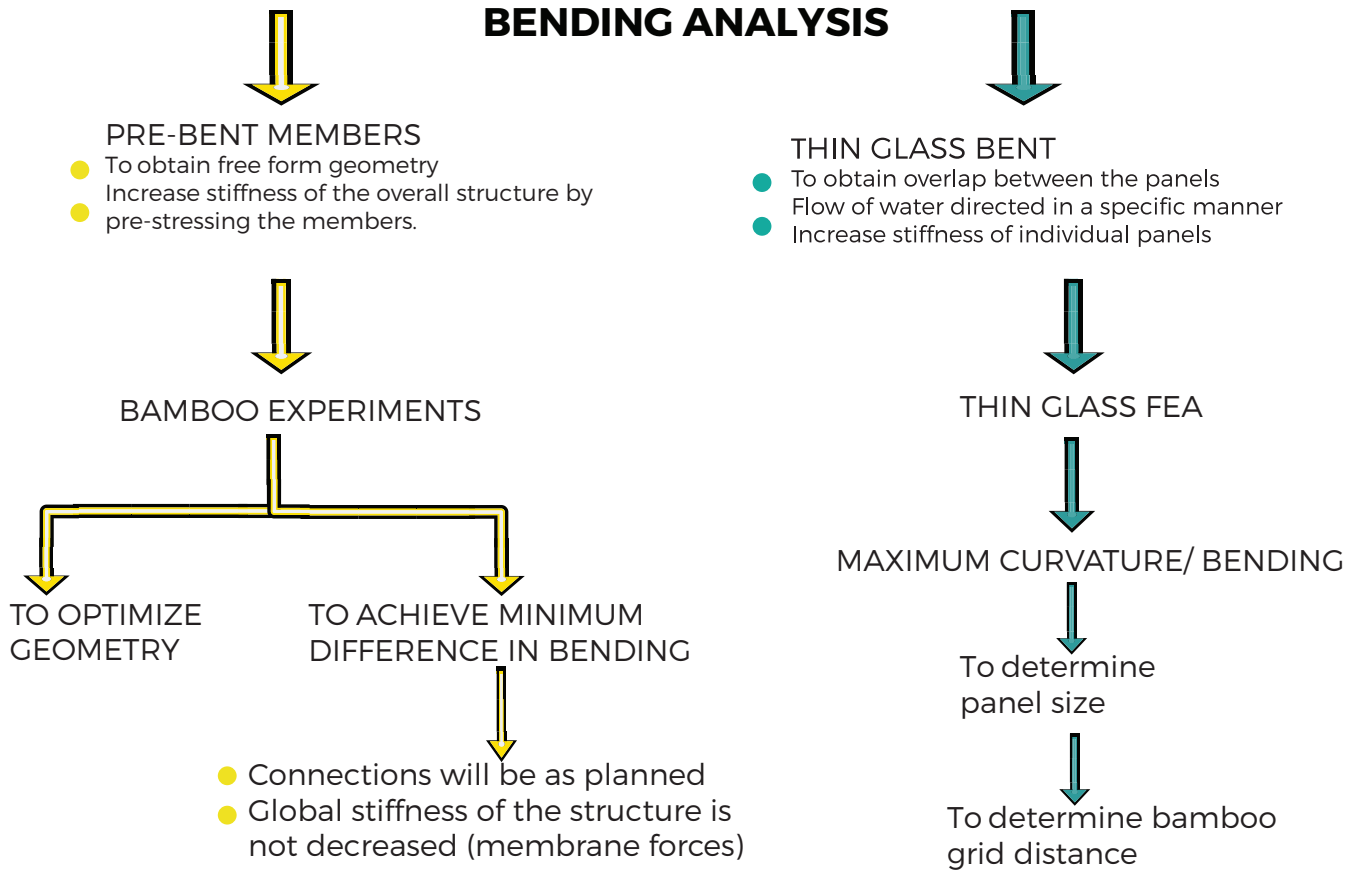 BENDING ANALYSIS
PRE-BENT MEMBERS
To obtain free form geometry
Increase stiffness of the overall structure by
pre-stressing the members.
THIN GLASS BENT
To obtain overlap between the panels
Flow of water directed in a specific manner
Increase stiffness of individual panels
BAMBOO EXPERIMENTS
THIN GLASS FEA
TO OPTIMIZE
GEOMETRY
TO ACHIEVE MINIMUM
DIFFERENCE IN BENDING
MAXIMUM CURVATURE/ BENDING
To determine
panel size
Connections will be as planned
Global stiffness of the structure is
not decreased (membrane forces)
To determine bamboo
grid distance